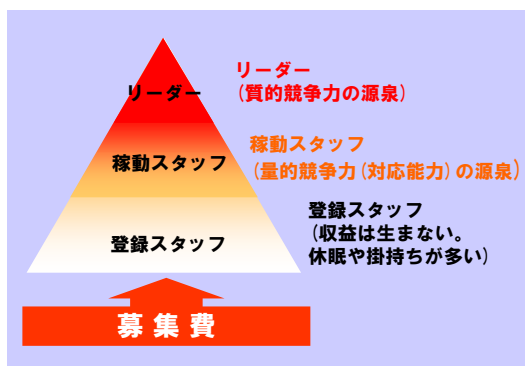 リーダー
リーダー
(質的競争力の源泉)
稼動スタッフ
稼動スタッフ
(量的競争力(対応能力)の源泉)
登録スタッフ
登録スタッフ
(収益は生まない。
休眠や掛持ちが多い)
募集費